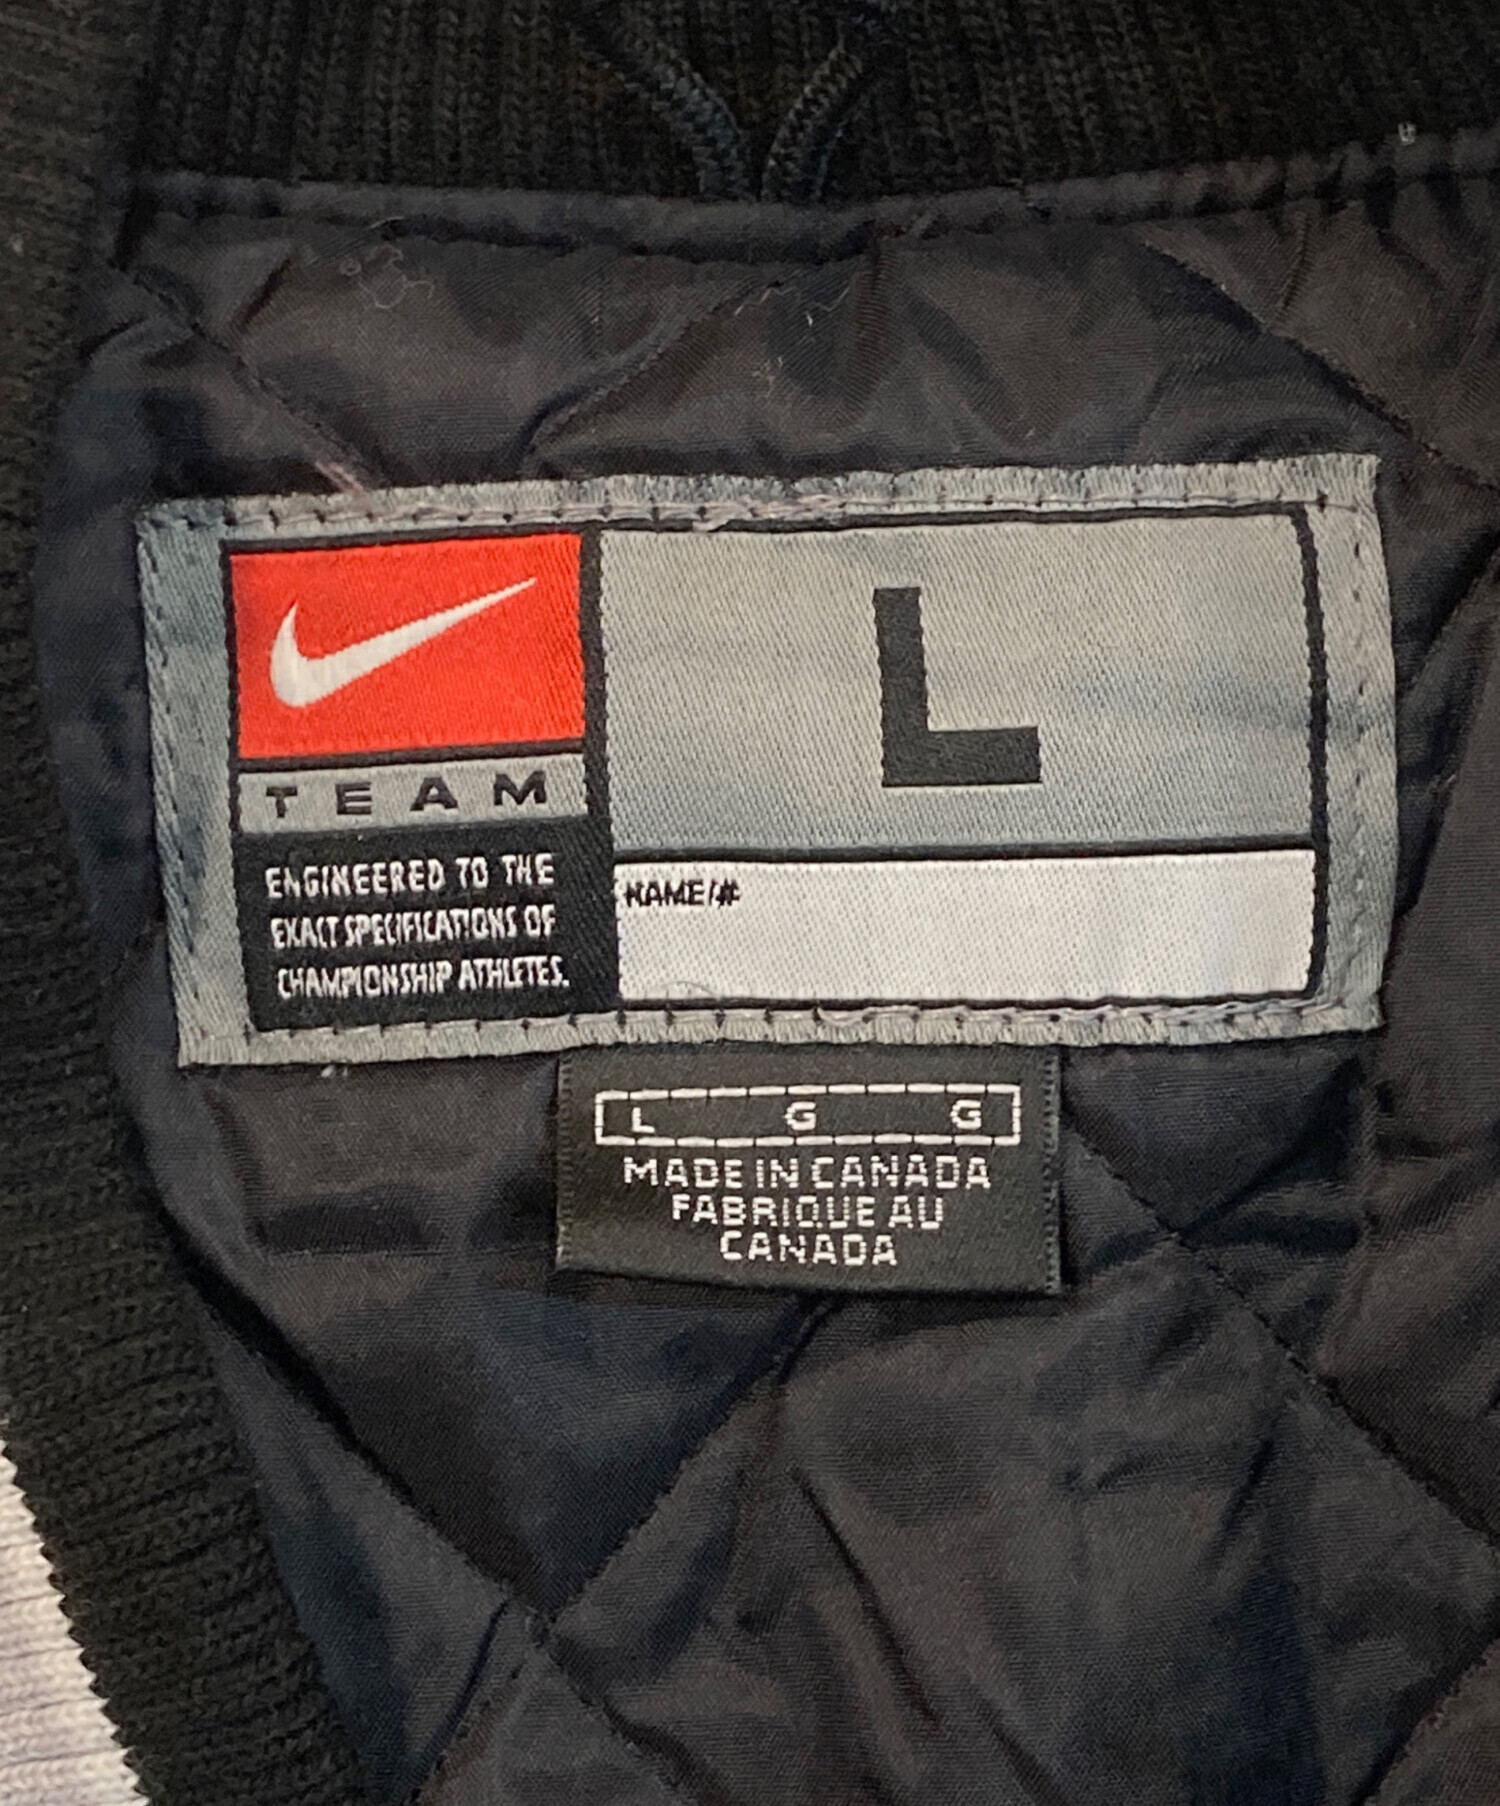 TEAM
ENGINEERED TO THE
EXACT SPECIFICATIONS OF
CHAMPIONSHIP ATHLETES.
L
NAME/#
L G G
MADE IN CANADA
FABRIQUE AU
CANADA